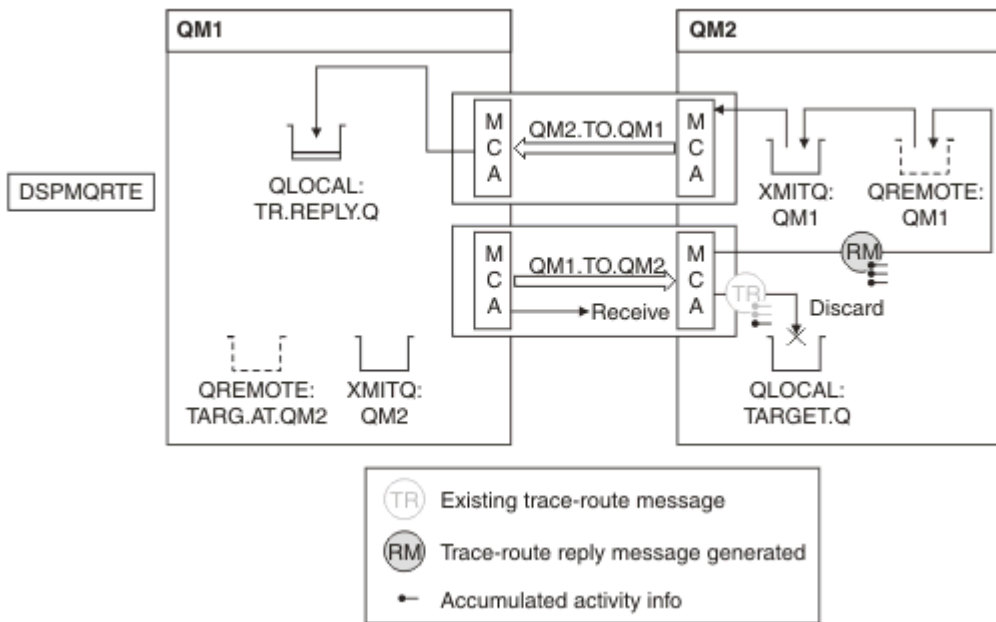 QM1
QM2
DSPMQRTE
M
C
A
QM2.TO.QM1
M
C
A
QLOCAL:
TR.REPLY.Q
XMITQ:
QM1
QREMOTE:
QM1
M
C
A
QM1.TO.QM2
Receive
M
C
A
RM
TR
Discard
QREMOTE:
TARG.AT.QM2
XMITQ:
QM2
QLOCAL:
TARGET.Q
TR Existing trace-route message
RM Trace-route reply message generated
Accumulated activity info